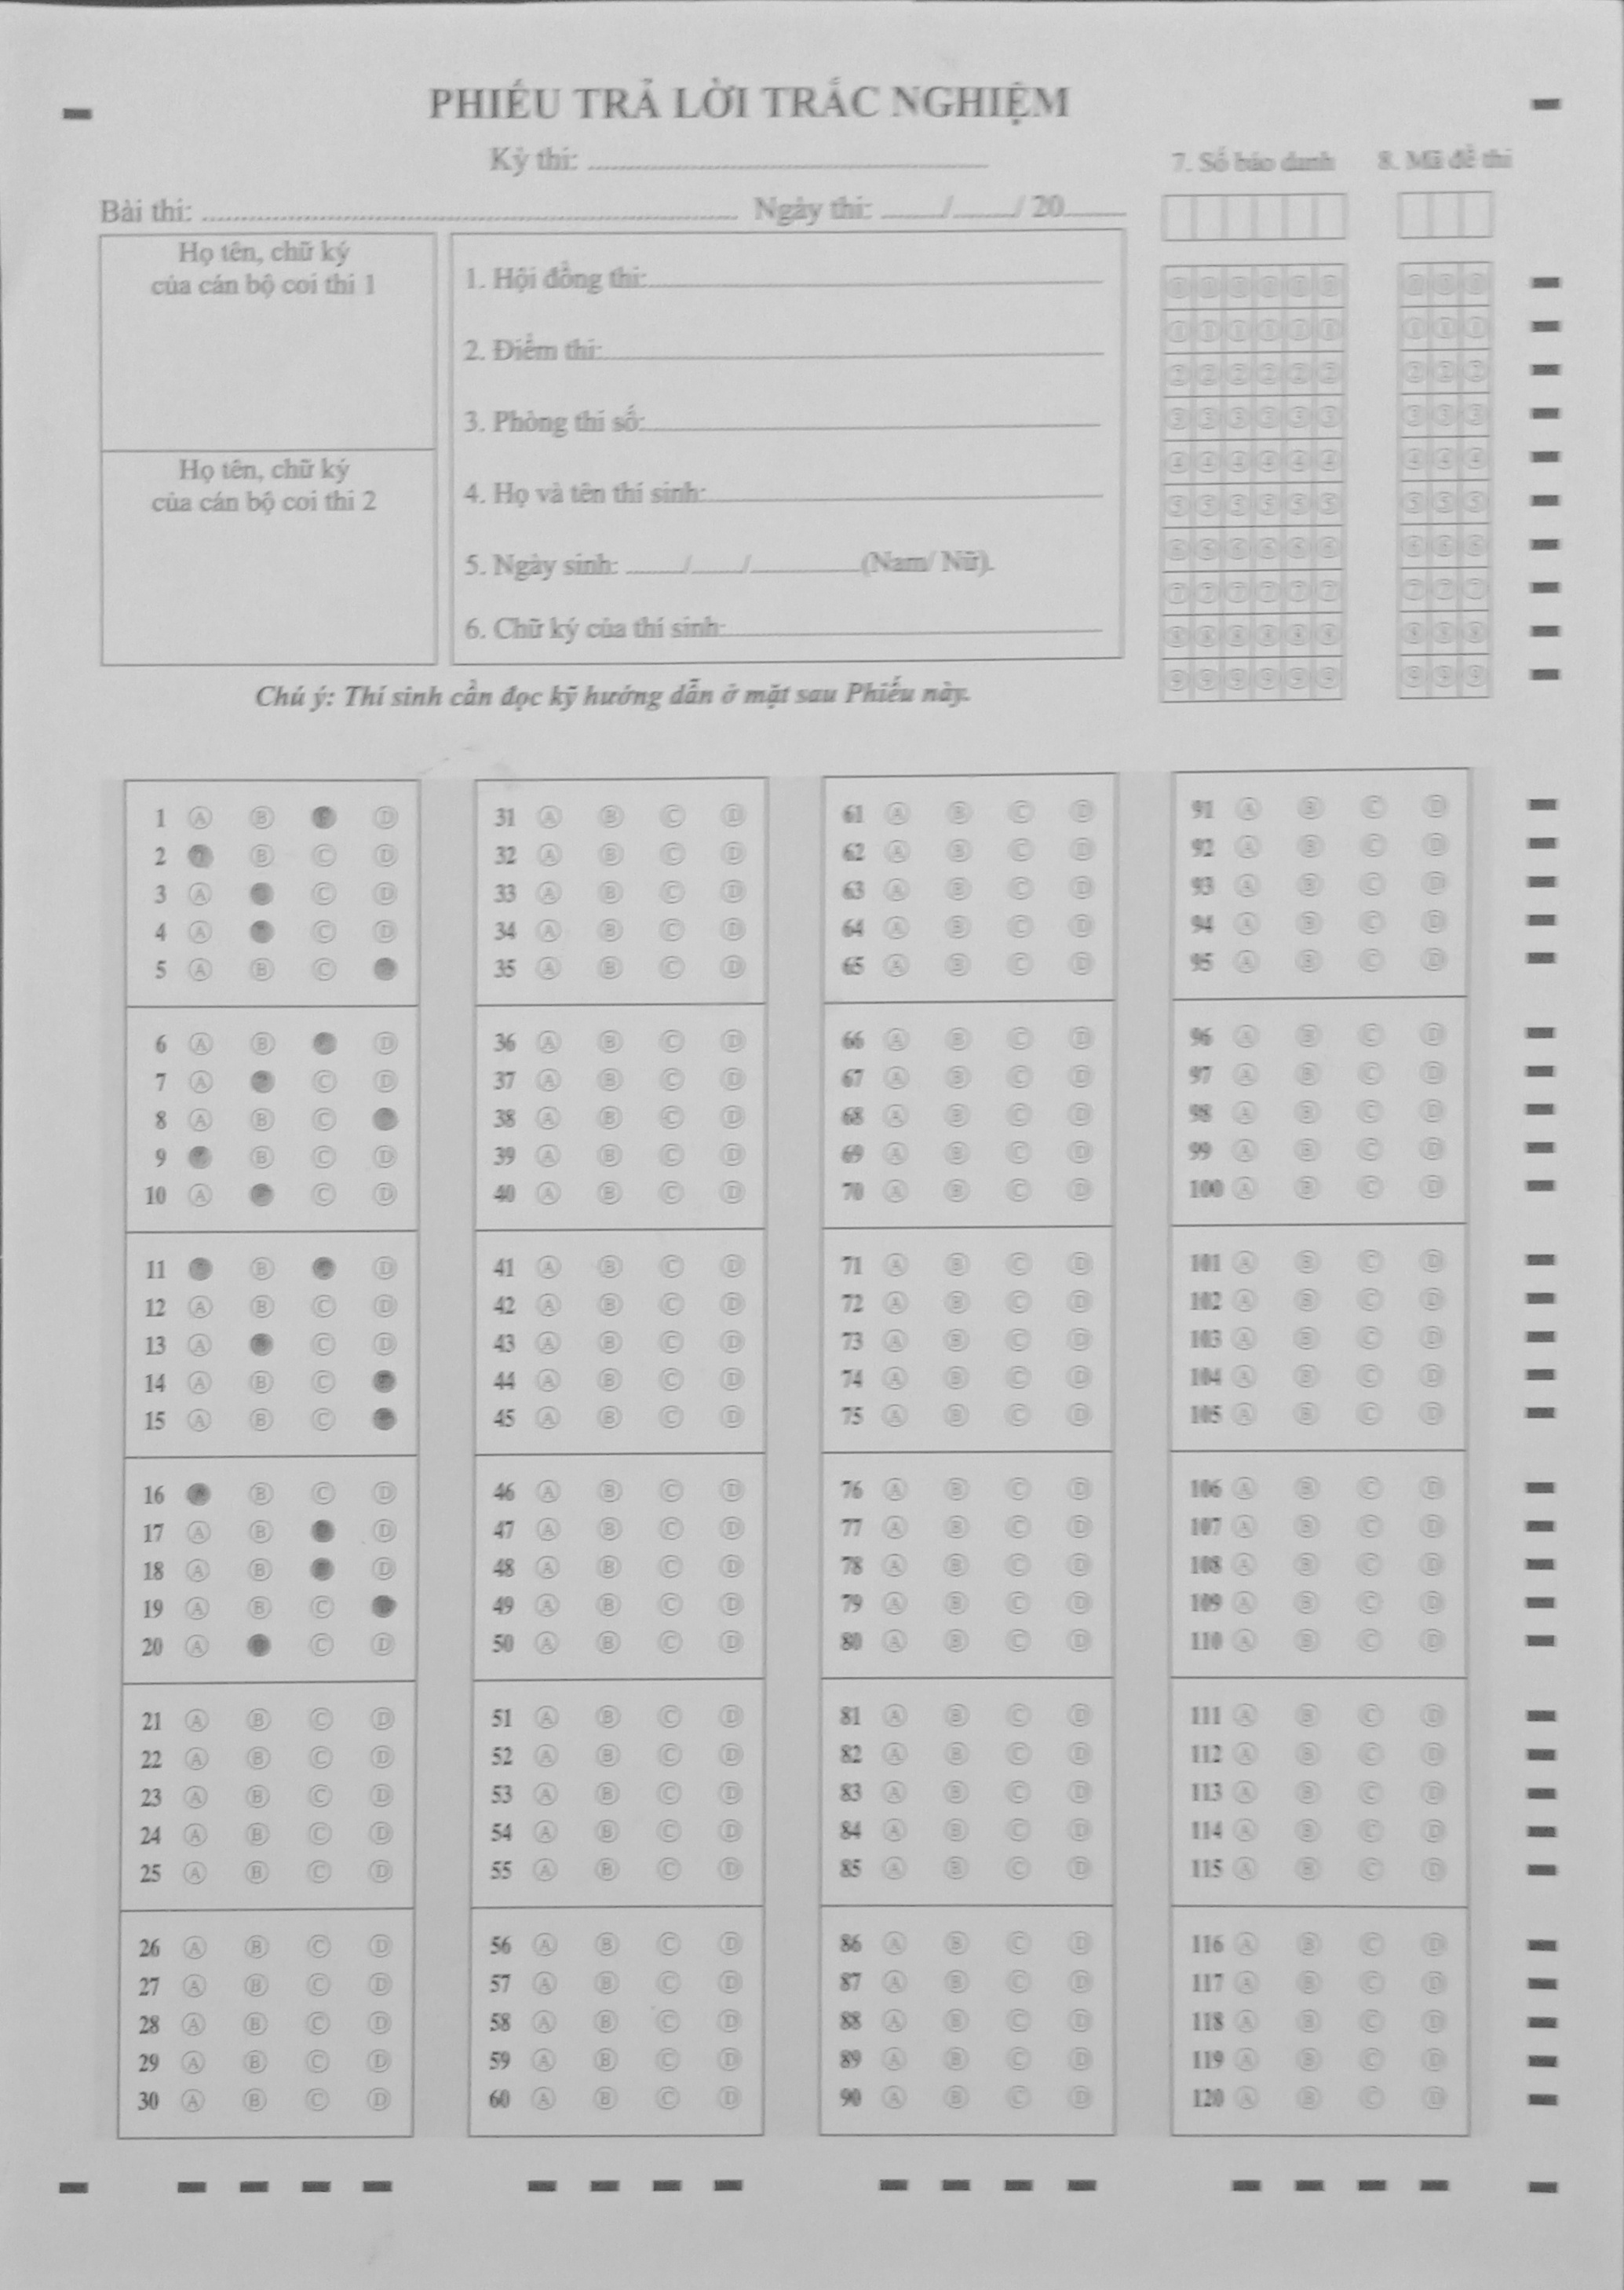 PHIẾU TRẢ LỜI TRẮC NGHIỆM
Kỳ thi:
Bài thi: Ngày thi: / / 20
7. Số báo danh
8. Mã đề thi
Họ tên, chữ ký
của cán bộ coi thi 1
Họ tên, chữ ký
của cán bộ coi thi 2
1. Hội đồng thi:
2. Điểm thi:
3. Phòng thi số:
4. Họ và tên thí sinh:
5. Ngày sinh: / / (Nam/ Nữ).
6. Chữ ký của thí sinh:
0 0 0 0 0 0 0 0 0
1 1 1 1 1 1 1 1 1
2 2 2 2 2 2 2 2 2
3 3 3 3 3 3 3 3 3
4 4 4 4 4 4 4 4 4
5 5 5 5 5 5 5 5 5
6 6 6 6 6 6 6 6 6
7 7 7 7 7 7 7 7 7
8 8 8 8 8 8 8 8 8
9 9 9 9 9 9 9 9 9
Chú ý: Thí sinh cần đọc kỹ hướng dẫn ở mặt sau Phiếu này.
1 A B D
2 B C D
3 A C D
4 A C D
5 A B C
6 A B D
7 A C D
8 A B C
9 B C D
10 A C D
11 B D
12 A B C D
13 A C D
14 A B C
15 A B C
16 B C D
17 A B D
18 A B D
19 A B C
20 A C D
21 A B C D
22 A B C D
23 A B C D
24 A B C D
25 A B C D
26 A B C D
27 A B C D
28 A B C D
29 A B C D
30 A B C D
31 A B C D
32 A B C D
33 A B C D
34 A B C D
35 A B C D
36 A B C D
37 A B C D
38 A B C D
39 A B C D
40 A B C D
41 A B C D
42 A B C D
43 A B C D
44 A B C D
45 A B C D
46 A B C D
47 A B C D
48 A B C D
49 A B C D
50 A B C D
51 A B C D
52 A B C D
53 A B C D
54 A B C D
55 A B C D
56 A B C D
57 A B C D
58 A B C D
59 A B C D
60 A B C D
61 A B C D
62 A B C D
63 A B C D
64 A B C D
65 A B C D
66 A B C D
67 A B C D
68 A B C D
69 A B C D
70 A B C D
71 A B C D
72 A B C D
73 A B C D
74 A B C D
75 A B C D
76 A B C D
77 A B C D
78 A B C D
79 A B C D
80 A B C D
81 A B C D
82 A B C D
83 A B C D
84 A B C D
85 A B C D
86 A B C D
87 A B C D
88 A B C D
89 A B C D
90 A B C D
91 A B C D
92 A B C D
93 A B C D
94 A B C D
95 A B C D
96 A B C D
97 A B C D
98 A B C D
99 A B C D
100 A B C D
101 A B C D
102 A B C D
103 A B C D
104 A B C D
105 A B C D
106 A B C D
107 A B C D
108 A B C D
109 A B C D
110 A B C D
111 A B C D
112 A B C D
113 A B C D
114 A B C D
115 A B C D
116 A B C D
117 A B C D
118 A B C D
119 A B C D
120 A B C D